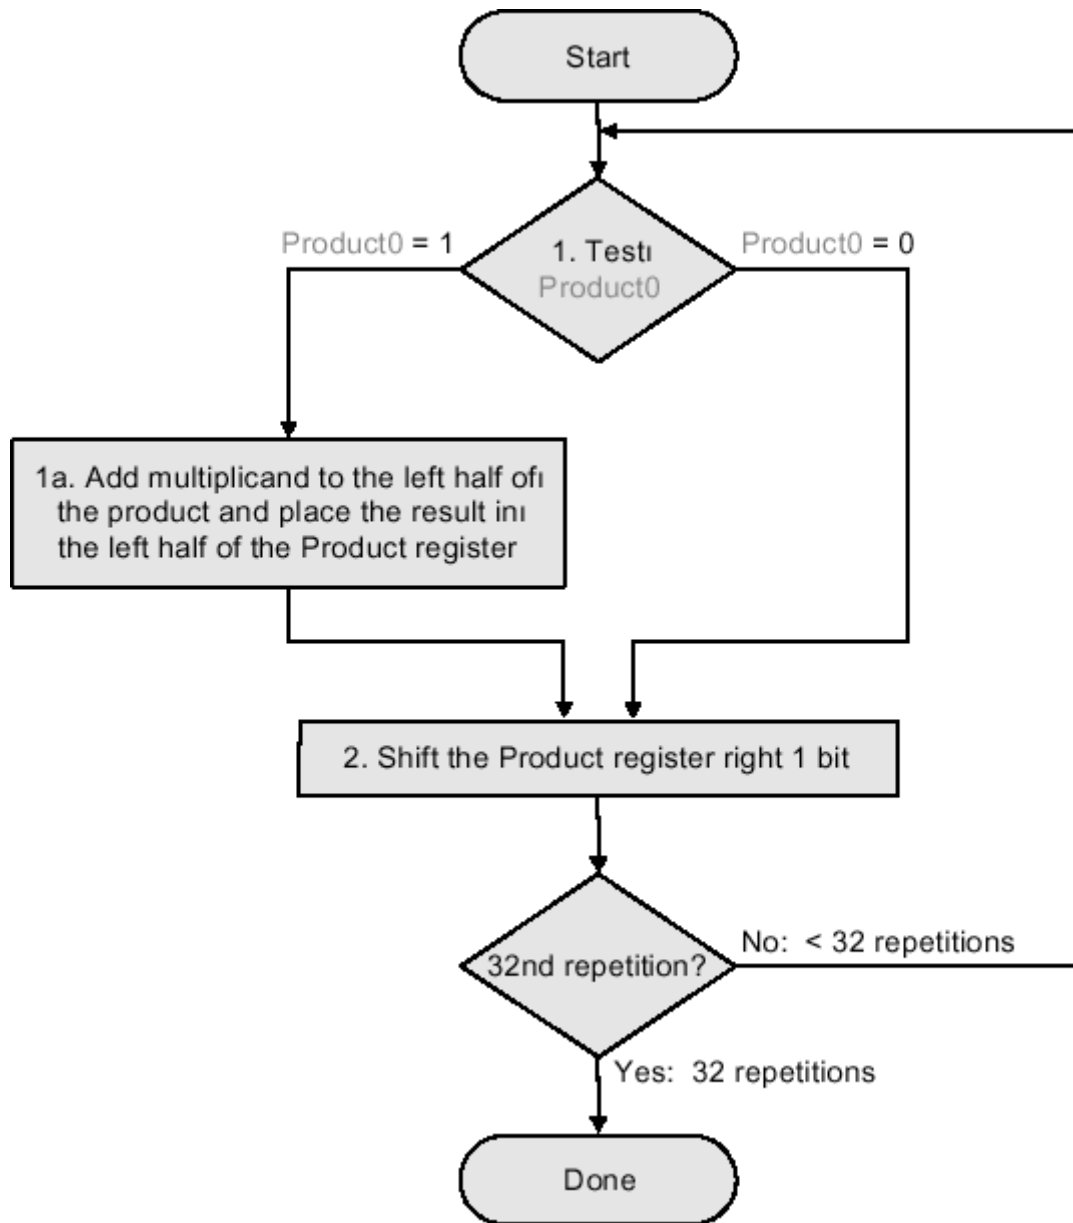 Start
Product0 = 1
Product0 = 0
1. Testı
Product0
1a. Add multiplicand to the left half ofı
the product and place the result inı
the left half of the Product register
2. Shift the Product register right 1 bit
32nd repetition?
No:  < 32 repetitions
Yes:  32 repetitions
Done